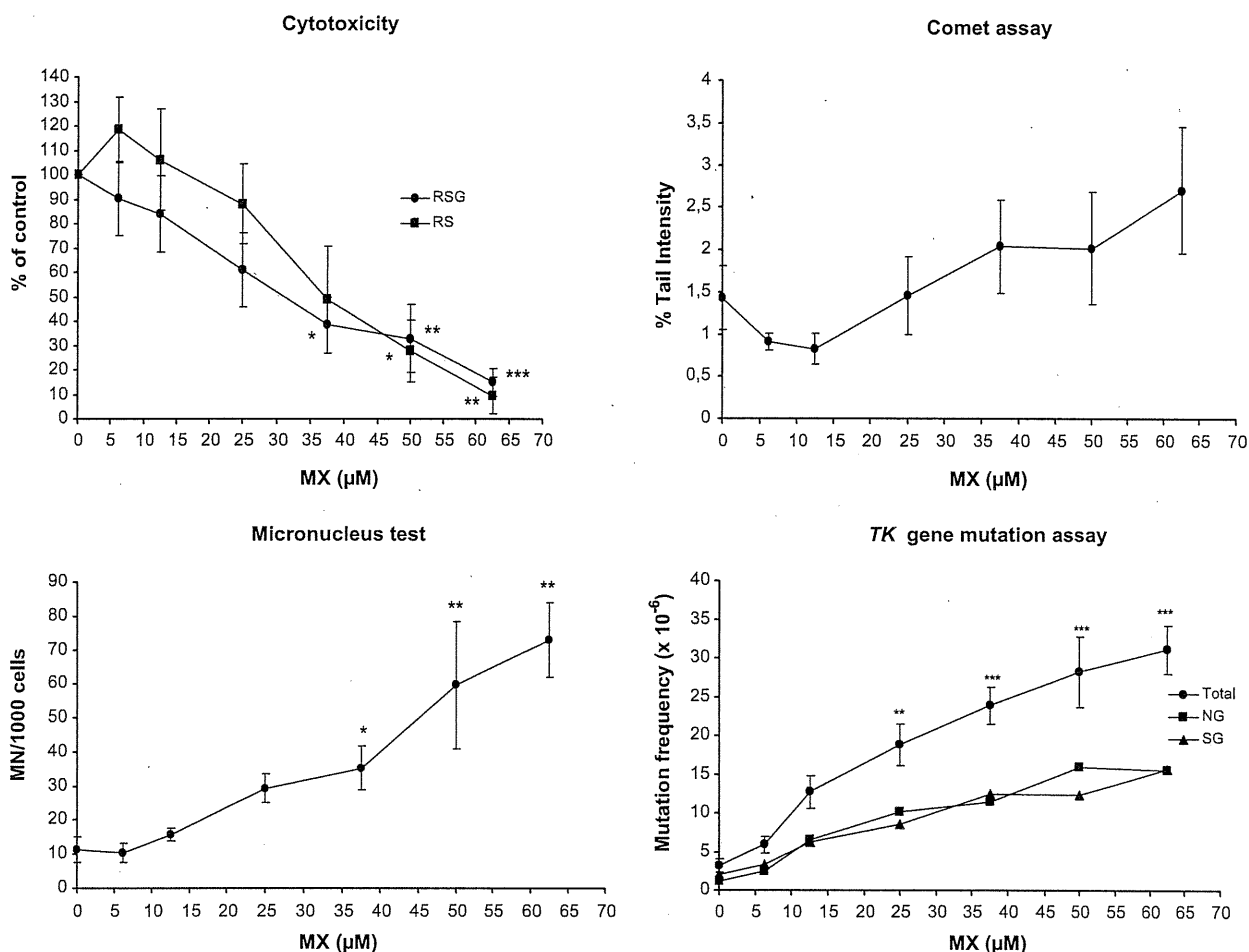 Cytotoxicity
% of control
140
130
120
110
100
90
80
70
60
50
40
30
20
10
0
0 5 10 15 20 25 30 35 40 45 50 55 60 65 70
MX (µM)
RSG
RS
*
*
**
**
***
Comet assay
% Tail Intensity
4
3,5
3
2,5
2
1,5
1
0,5
0
0 5 10 15 20 25 30 35 40 45 50 55 60 65 70
MX (µM)
Micronucleus test
MN/1000 cells
90
80
70
60
50
40
30
20
10
0
*
**
**
0 5 10 15 20 25 30 35 40 45 50 55 60 65 70
MX (µM)
TK gene mutation assay
Mutation frequency (x 10⁻⁶)
40
35
30
25
20
15
10
5
0
**
***
***
***
Total
NG
SG
0 5 10 15 20 25 30 35 40 45 50 55 60 65 70
MX (µM)